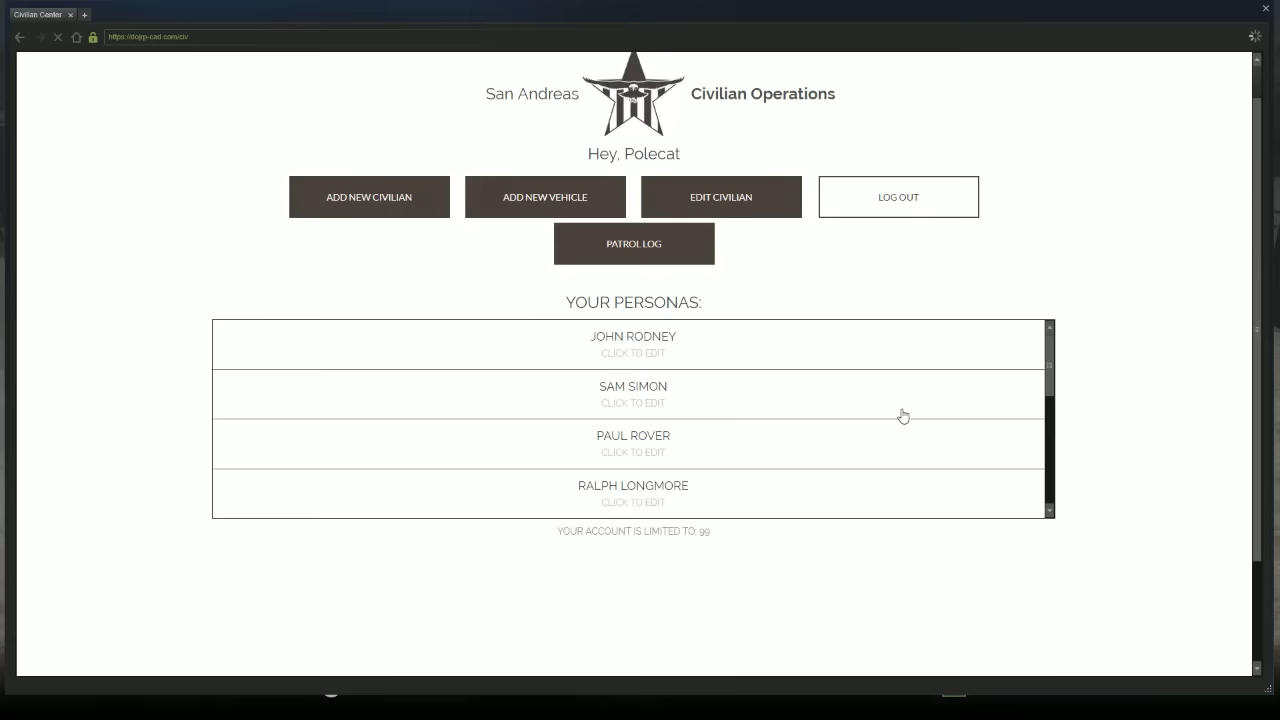 Civilian Center
https://dojrp-cad.com/civ
San Andreas Civilian Operations
Hey, Polecat
ADD NEW CIVILIAN ADD NEW VEHICLE EDIT CIVILIAN LOG OUT
PATROL LOG
YOUR PERSONAS:
JOHN RODNEY
CLICK TO EDIT
SAM SIMON
CLICK TO EDIT
PAUL ROVER
CLICK TO EDIT
RALPH LONGMORE
CLICK TO EDIT
YOUR ACCOUNT IS LIMITED TO: 99